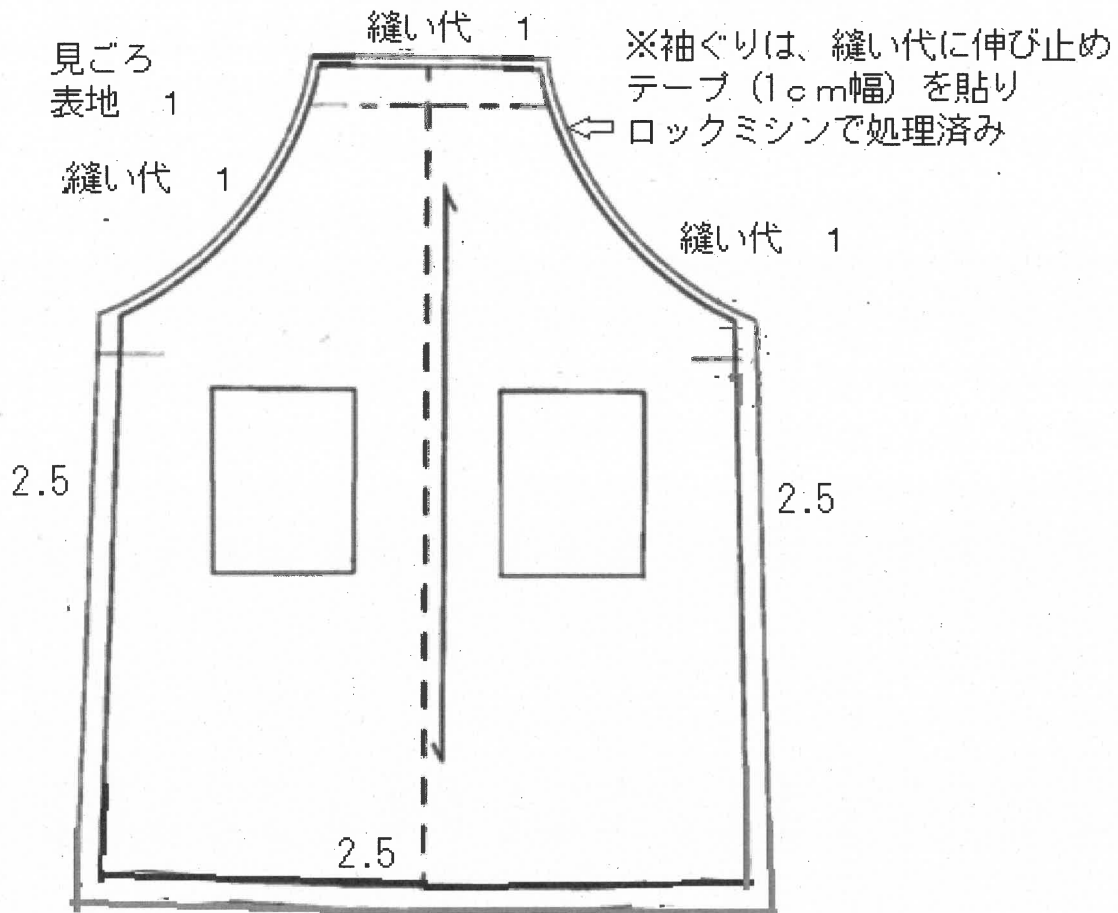 縫い代 1
見ごろ
表地 1
※袖ぐりは、縫い代に伸び止め
テープ（1cm幅）を貼り
ロックミシンで処理済み
縫い代 1
縫い代 1
2.5
2.5
2.5